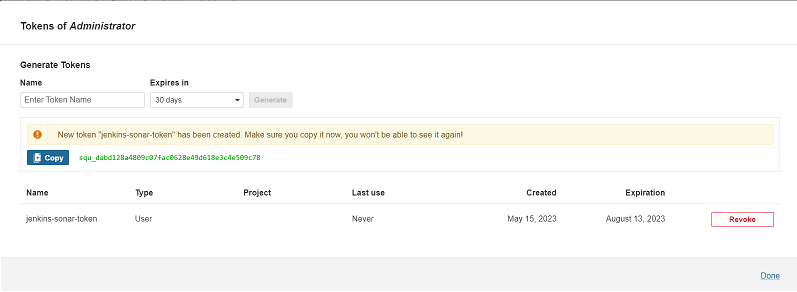 Tokens of Administrator
Generate Tokens
Name Expires in
Enter Token Name 30 days Generate
New token "jenkins-sonar-token" has been created. Make sure you copy it now, you won't be able to see it again!
Copy squ_dabd128a4809c07fac0628e49d618e3c4e509c78
Name Type Project Last use Created Expiration
jenkins-sonar-token User Never May 15, 2023 August 13, 2023 Revoke
Done